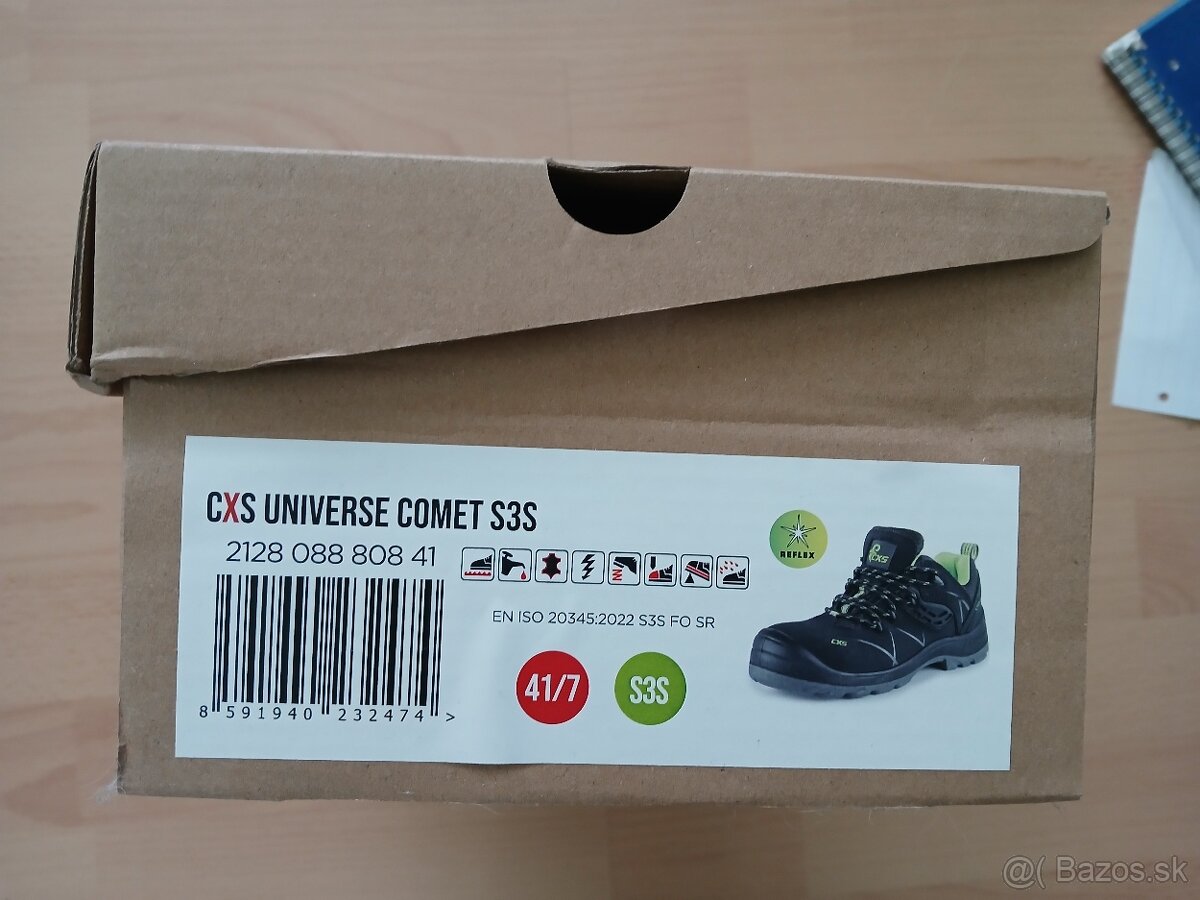 CXS UNIVERSE COMET S3S
2128 088 808 41
REFLEX
CXS
CXS
EN ISO 20345:2022 S3S FO SR
41/7
S3S
8 591940 232474 >
@( Bazos.sk